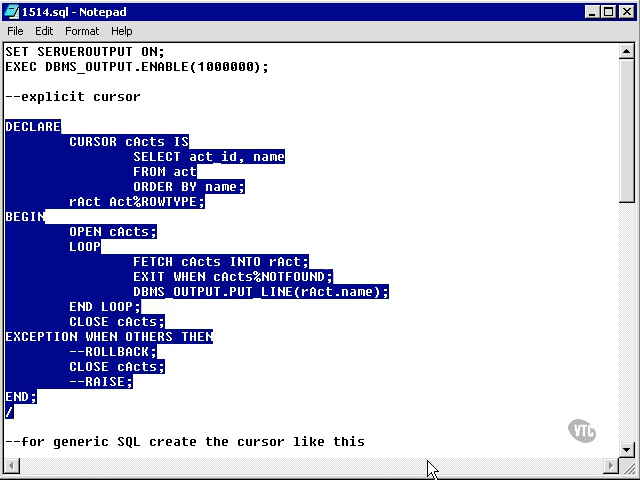 1514.sql - Notepad
File Edit Format Help
SET SERVEROUTPUT ON;
EXEC DBMS_OUTPUT.ENABLE(1000000);
--explicit cursor
DECLARE
CURSOR cActs IS
SELECT act_id, name
FROM act
ORDER BY name;
rAct Act%ROWTYPE;
BEGIN
OPEN cActs;
LOOP
FETCH cActs INTO rAct;
EXIT WHEN cActs%NOTFOUND;
DBMS_OUTPUT.PUT_LINE(rAct.name);
END LOOP;
CLOSE cActs;
EXCEPTION WHEN OTHERS THEN
--ROLLBACK;
CLOSE cActs;
--RAISE;
END;
/
VTC
--for generic SQL create the cursor like this